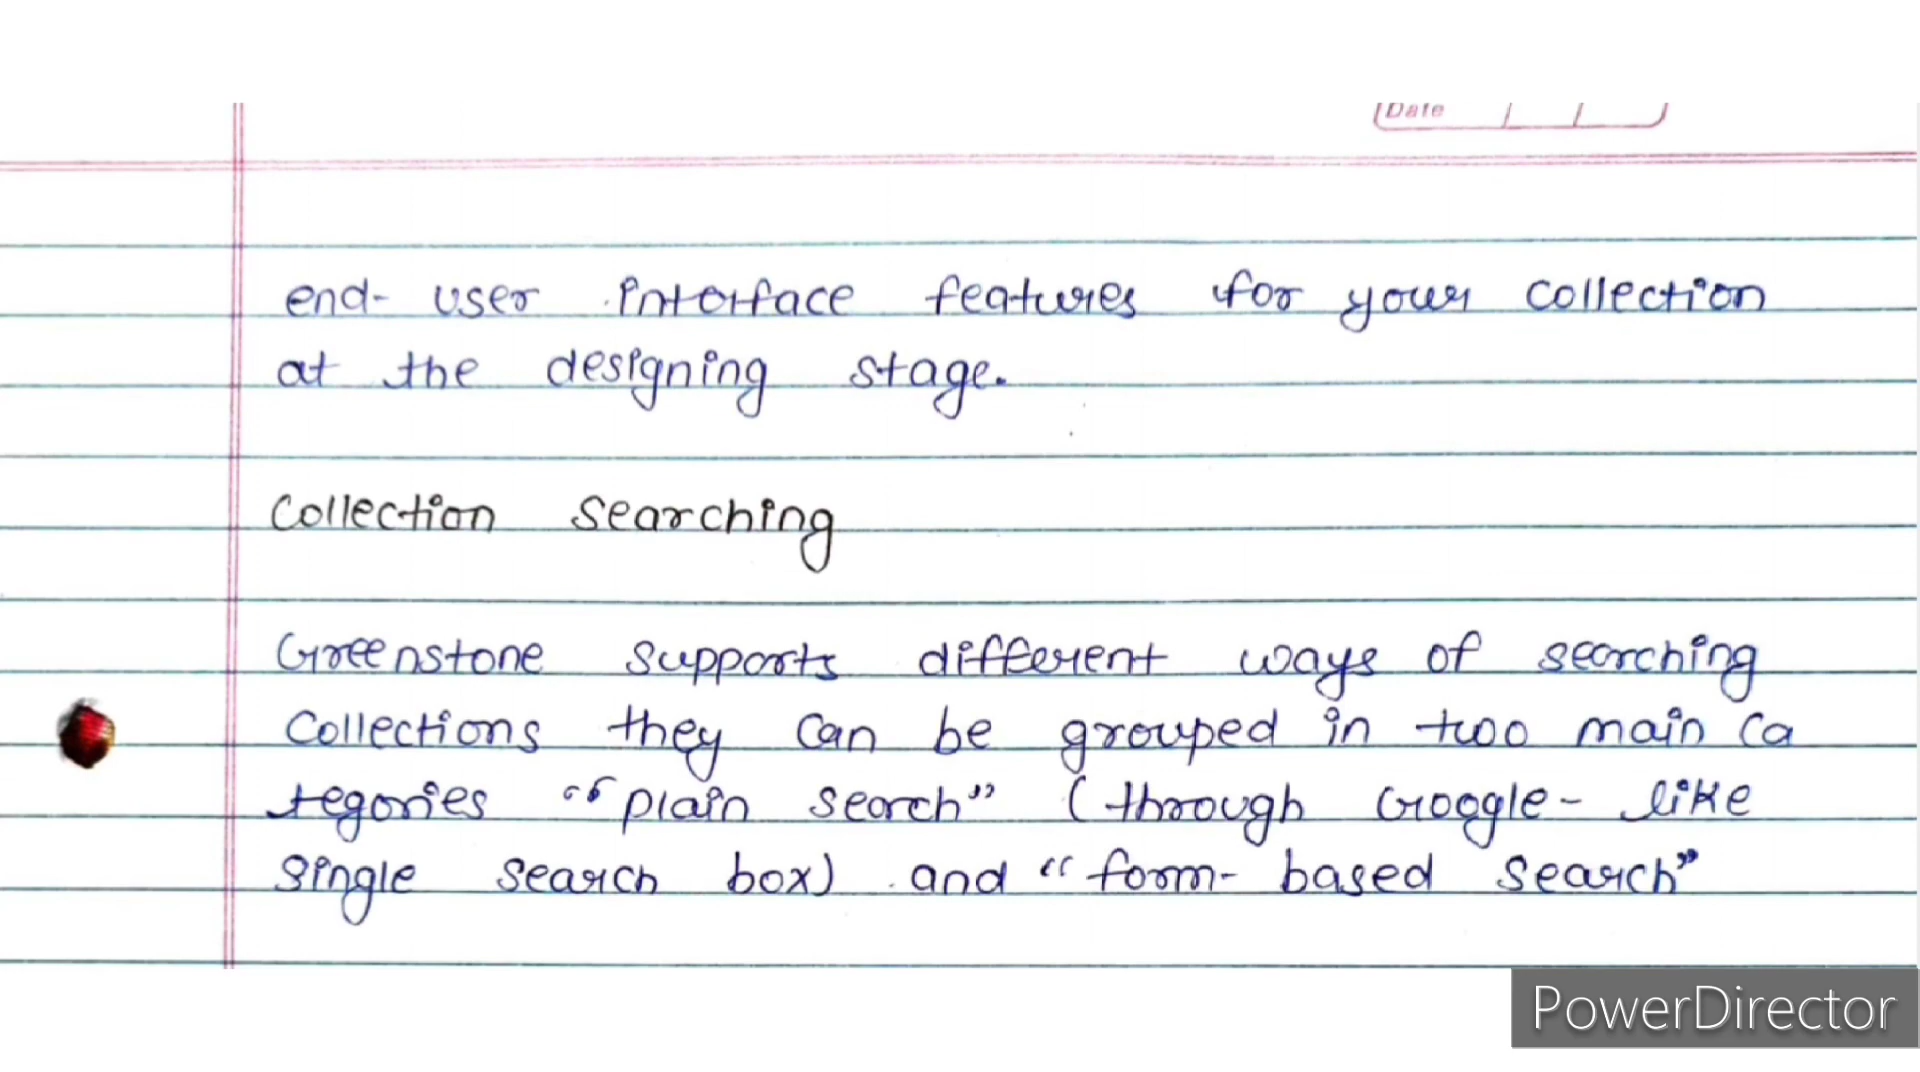 Date
end- user interface features for your collection
at the designing stage.
Collection Searching
Greenstone supports different ways of searching
Collections they can be grouped in two main ca
tegories “plain search” (through Goggle- like
single search box) and “form- based search”
PowerDirector